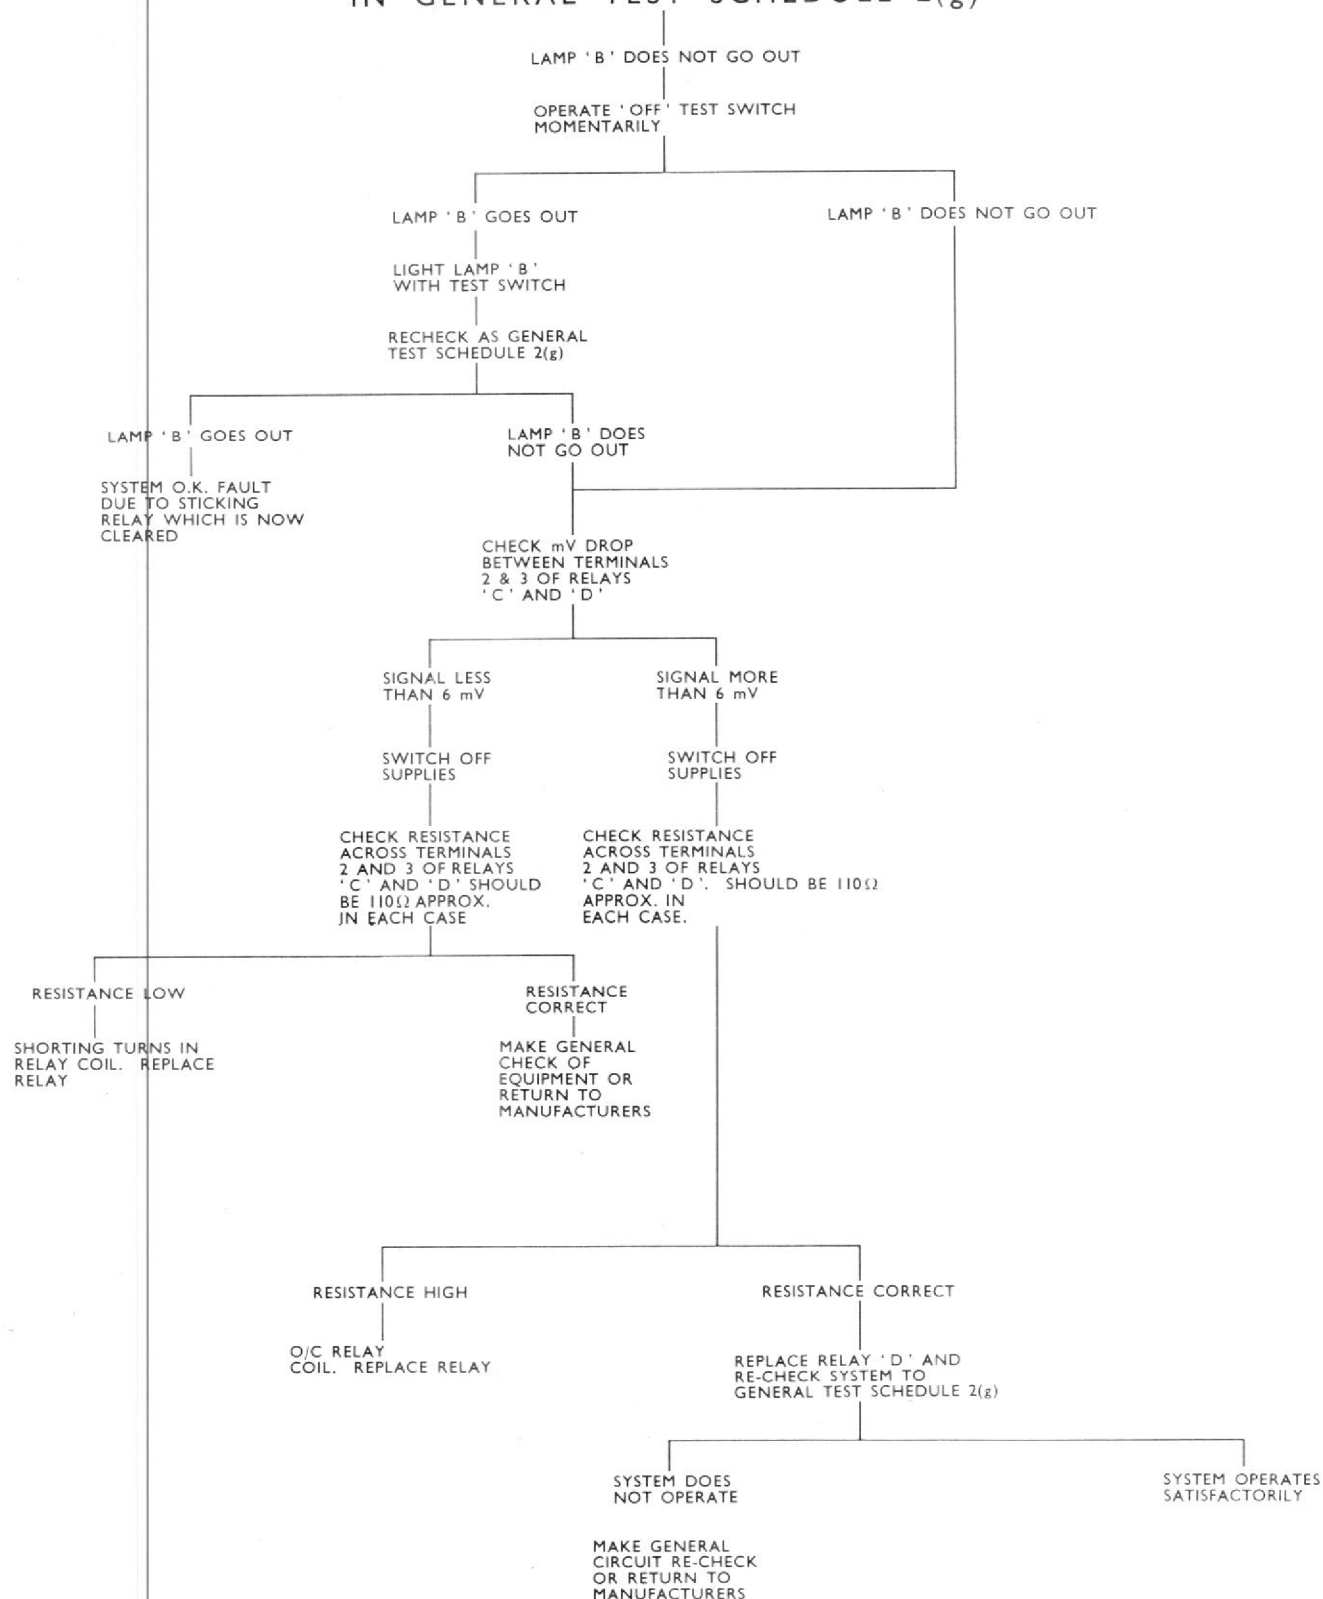 IN GENERAL TEST SCHEDULE 2(g)
LAMP 'B' DOES NOT GO OUT
OPERATE 'OFF' TEST SWITCH
MOMENTARILY
LAMP 'B' GOES OUT
LAMP 'B' DOES NOT GO OUT
LIGHT LAMP 'B'
WITH TEST SWITCH
RECHECK AS GENERAL
TEST SCHEDULE 2(g)
LAMP 'B' GOES OUT
LAMP 'B' DOES
NOT GO OUT
SYSTEM O.K. FAULT
DUE TO STICKING
RELAY WHICH IS NOW
CLEARED
CHECK mV DROP
BETWEEN TERMINALS
2 & 3 OF RELAYS
'C' AND 'D'
SIGNAL LESS
THAN 6 mV
SIGNAL MORE
THAN 6 mV
SWITCH OFF
SUPPLIES
SWITCH OFF
SUPPLIES
CHECK RESISTANCE
ACROSS TERMINALS
2 AND 3 OF RELAYS
'C' AND 'D' SHOULD
BE 110Ω APPROX.
IN EACH CASE
CHECK RESISTANCE
ACROSS TERMINALS
2 AND 3 OF RELAYS
'C' AND 'D'. SHOULD BE 110Ω
APPROX. IN
EACH CASE.
RESISTANCE LOW
RESISTANCE
CORRECT
SHORTING TURNS IN
RELAY COIL. REPLACE
RELAY
MAKE GENERAL
CHECK OF
EQUIPMENT OR
RETURN TO
MANUFACTURERS
RESISTANCE HIGH
RESISTANCE CORRECT
O/C RELAY
COIL. REPLACE RELAY
REPLACE RELAY 'D' AND
RE-CHECK SYSTEM TO
GENERAL TEST SCHEDULE 2(g)
SYSTEM DOES
NOT OPERATE
SYSTEM OPERATES
SATISFACTORILY
MAKE GENERAL
CIRCUIT RE-CHECK
OR RETURN TO
MANUFACTURERS